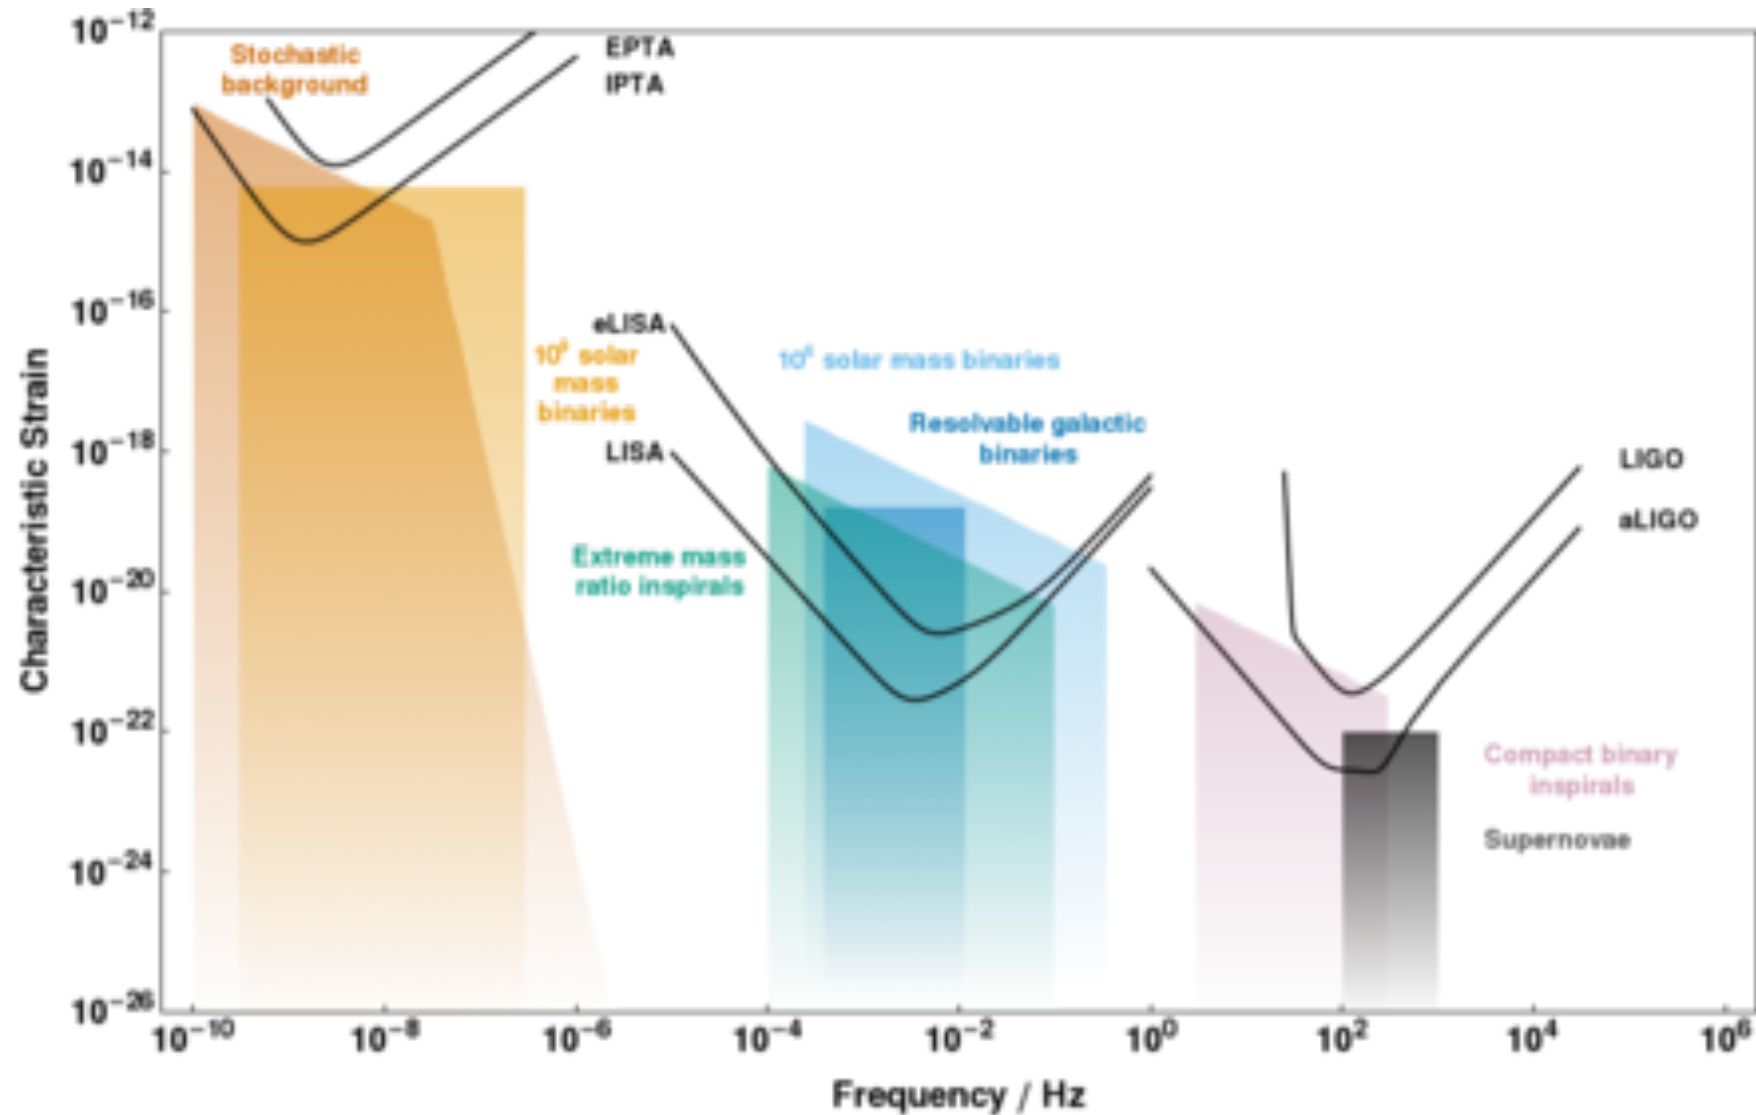 10⁻¹²
10⁻¹⁴
10⁻¹⁶
10⁻¹⁸
10⁻²⁰
10⁻²²
10⁻²⁴
10⁻²⁶
Characteristic Strain
Stochastic
background
EPTA
IPTA
eLISA
solar
mass
binaries
LISA
solar mass binaries
Resolvable galactic
binaries
Extreme mass
ratio inspirals
LIGO
aLIGO
Compact binary
inspirals
Supernovae
10⁻¹⁰
10⁻⁸
10⁻⁶
10⁻⁴
10⁻²
10⁰
10²
10⁴
10⁶
Frequency / Hz